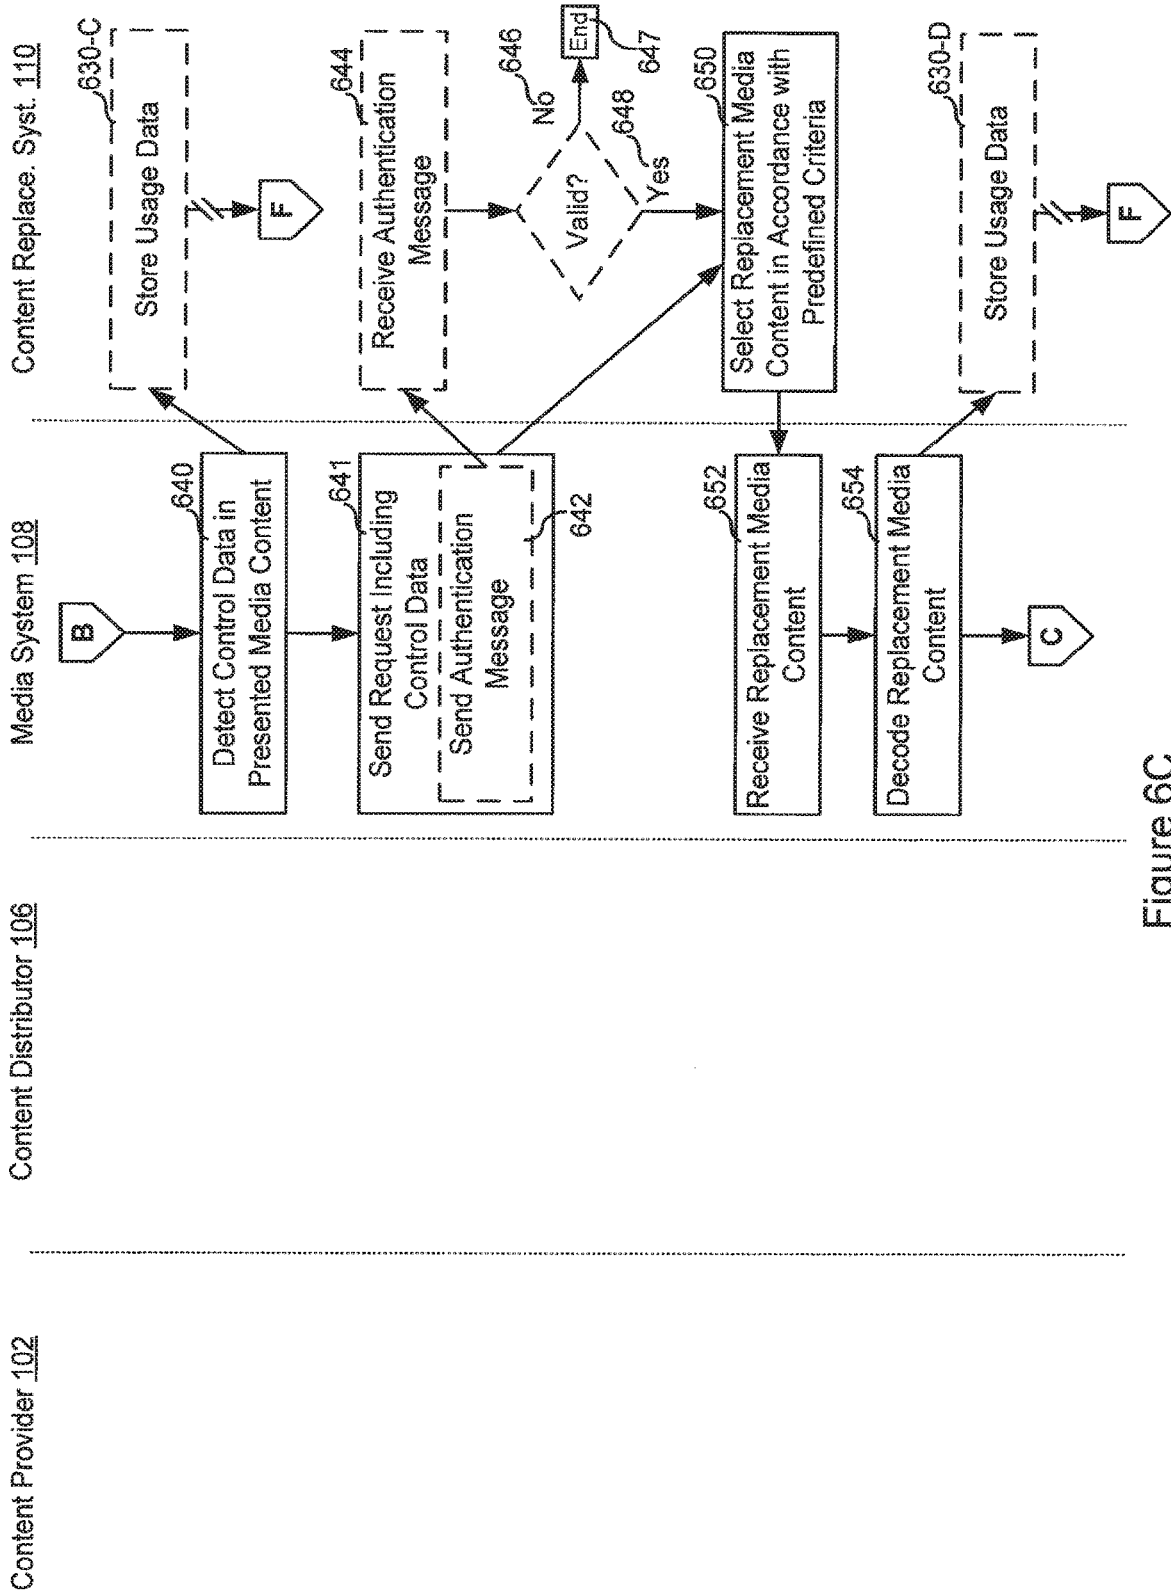 Content Provider 102
Content Distributor 106
Media System 108
Content Replace. Syst. 110
B
640
Detect Control Data in
Presented Media Content
630-C
Store Usage Data
F
641
Send Request Including
Control Data
Send Authentication
Message
642
644
Receive Authentication
Message
Valid?
No
646
End
647
Yes
648
650
Select Replacement Media
Content in Accordance with
Predefined Criteria
652
Receive Replacement Media
Content
654
Decode Replacement Media
Content
C
630-D
Store Usage Data
F
Figure 6C